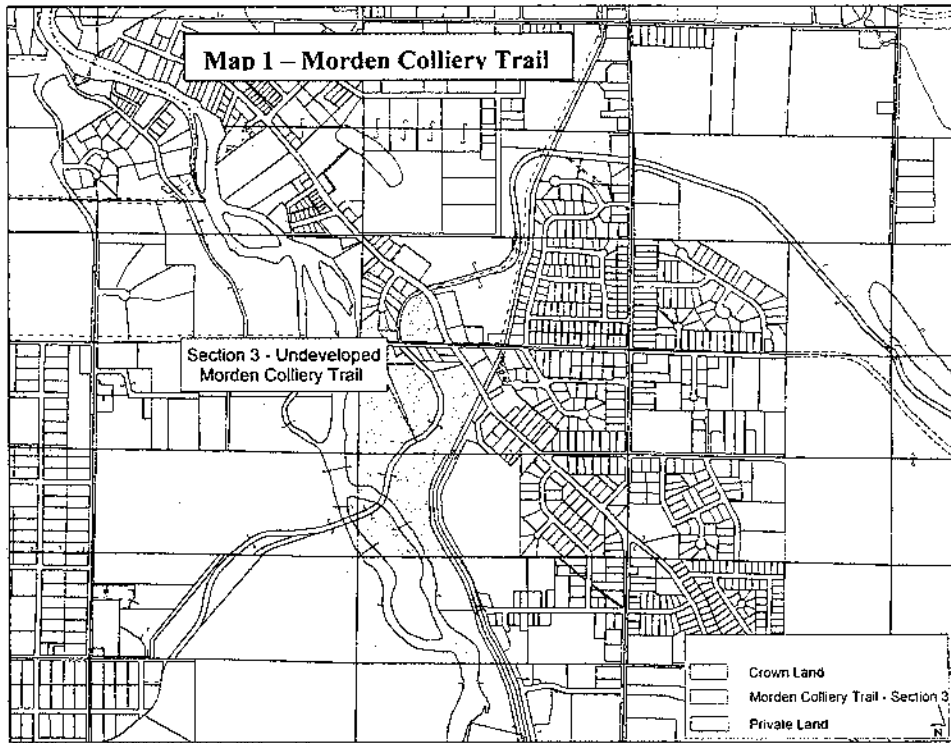 Map 1 – Morden Colliery Trail
Section 3 - Undeveloped
Morden Colliery Trail
Crown Land
Morden Colliery Trail - Section 3
Private Land
N